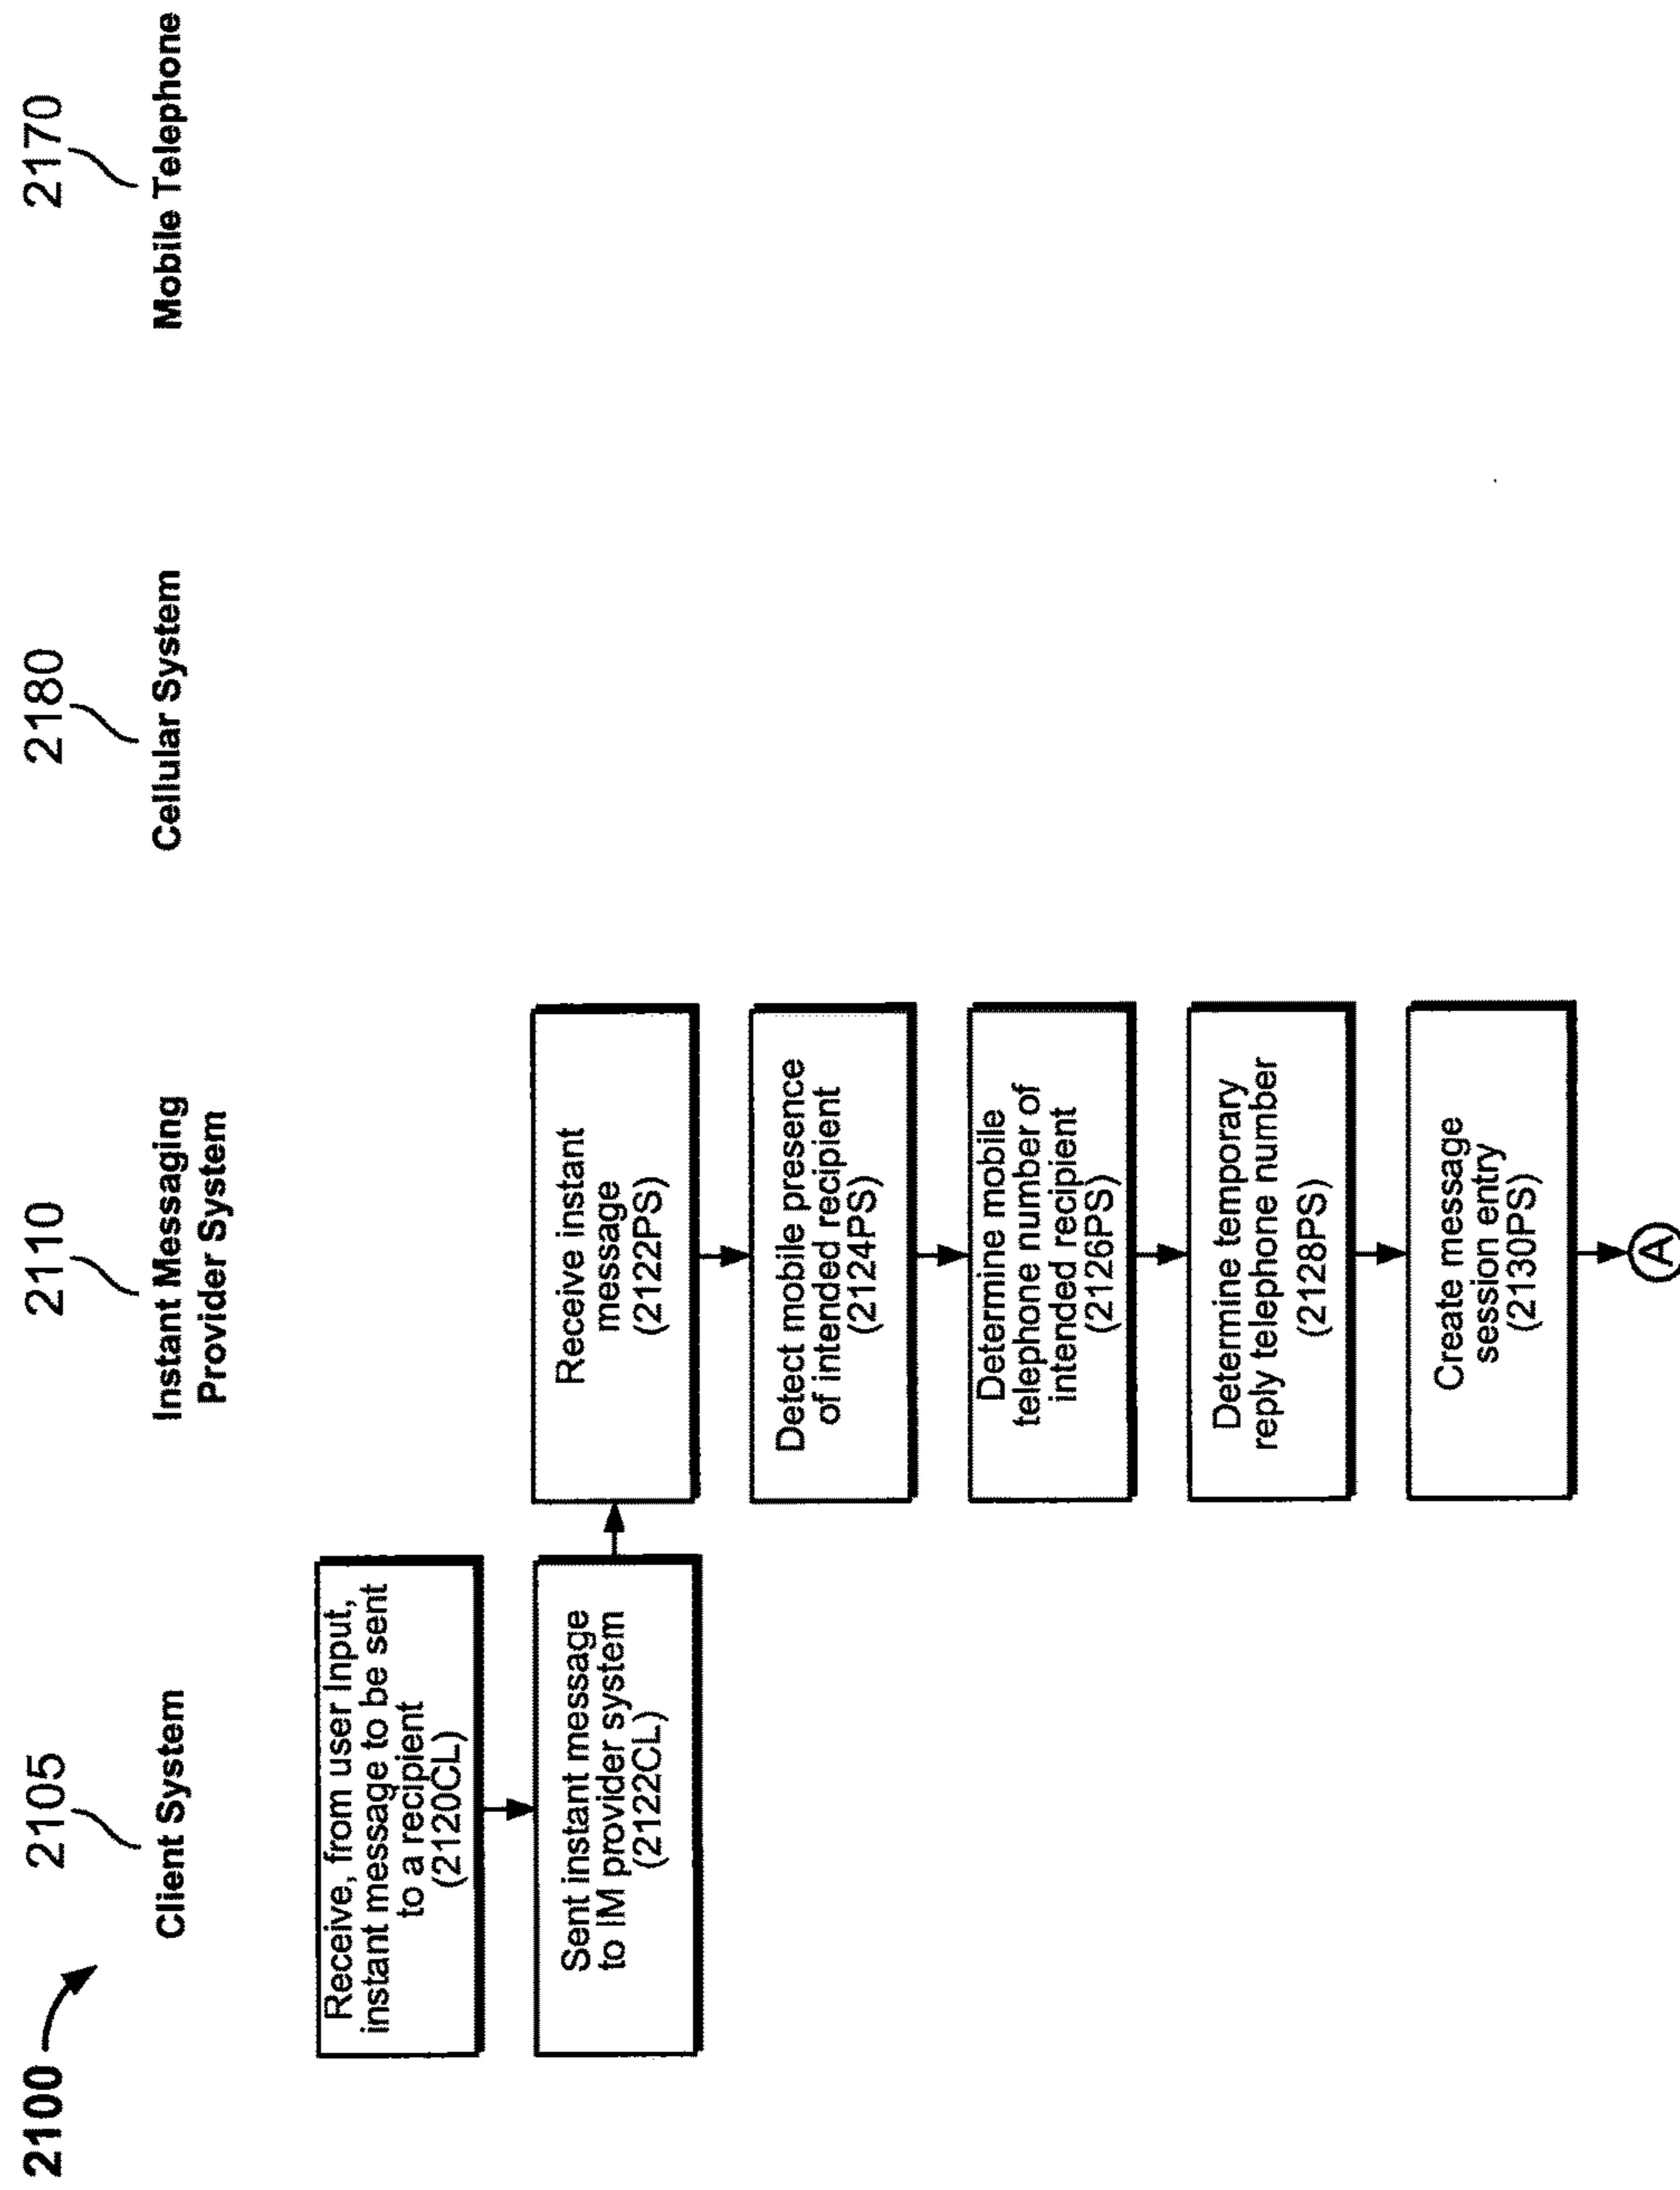 2100
2105
Client System
2110
Instant Messaging
Provider System
2180
Cellular System
2170
Mobile Telephone
Receive, from user Input,
instant message to be sent
to a recipient
(2120CL)
Sent instant message
to IM provider system
(2122CL)
Receive instant
message
(2122PS)
Detect mobile presence
of intended recipient
(2124PS)
Determine mobile
telephone number of
intended recipient
(2126PS)
Determine temporary
reply telephone number
(2128PS)
Create message
session entry
(2130PS)
A